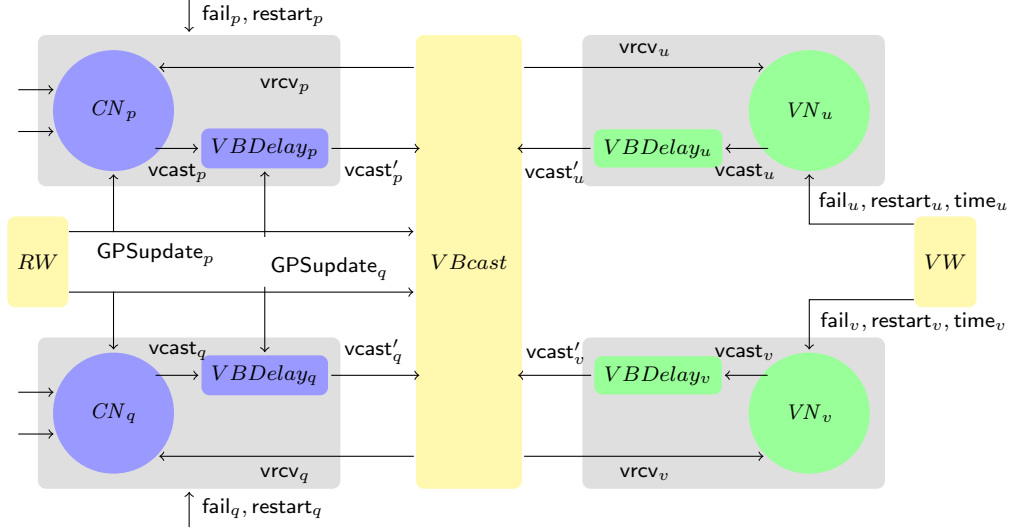 fail_p, restart_p
vrcv_u
vrcv_p
CN_p
VN_u
VBDelay_p
VBDelay_u
vcast_p
vcast′_p
vcast′_u
vcast_u
fail_u, restart_u, time_u
GPSupdate_p
RW
GPSupdate_q
VBcast
VW
fail_v, restart_v, time_v
vcast_q
vcast′_q
vcast′_v
vcast_v
VBDelay_q
VBDelay_v
CN_q
VN_v
vrcv_q
vrcv_v
fail_q, restart_q